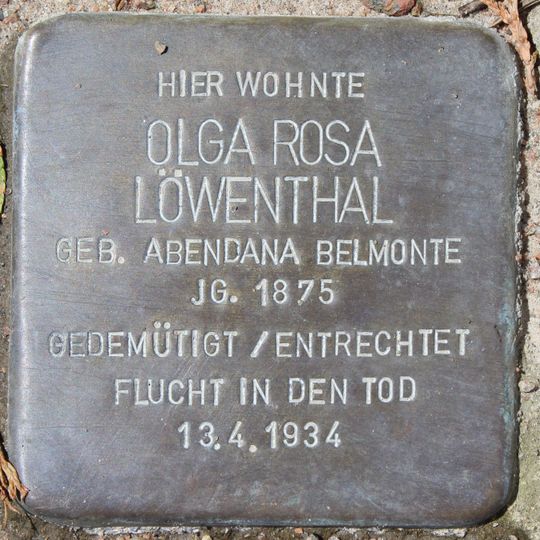 HIER WOHNTE
OLGA ROSA
LÖWENTHAL
GEB. ABENDANA BELMONTE
JG. 1875
GEDEMÜTIGT / ENTRECHTET
FLUCHT IN DEN TOD
13.4.1934